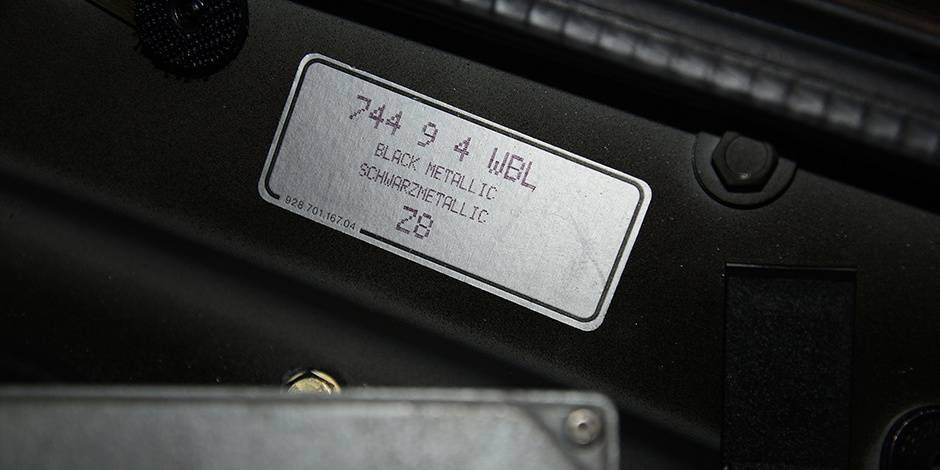 744 9 4 WBL
BLACK METALLIC
SCHWARZMETALLIC
Z8
928.701.167.04